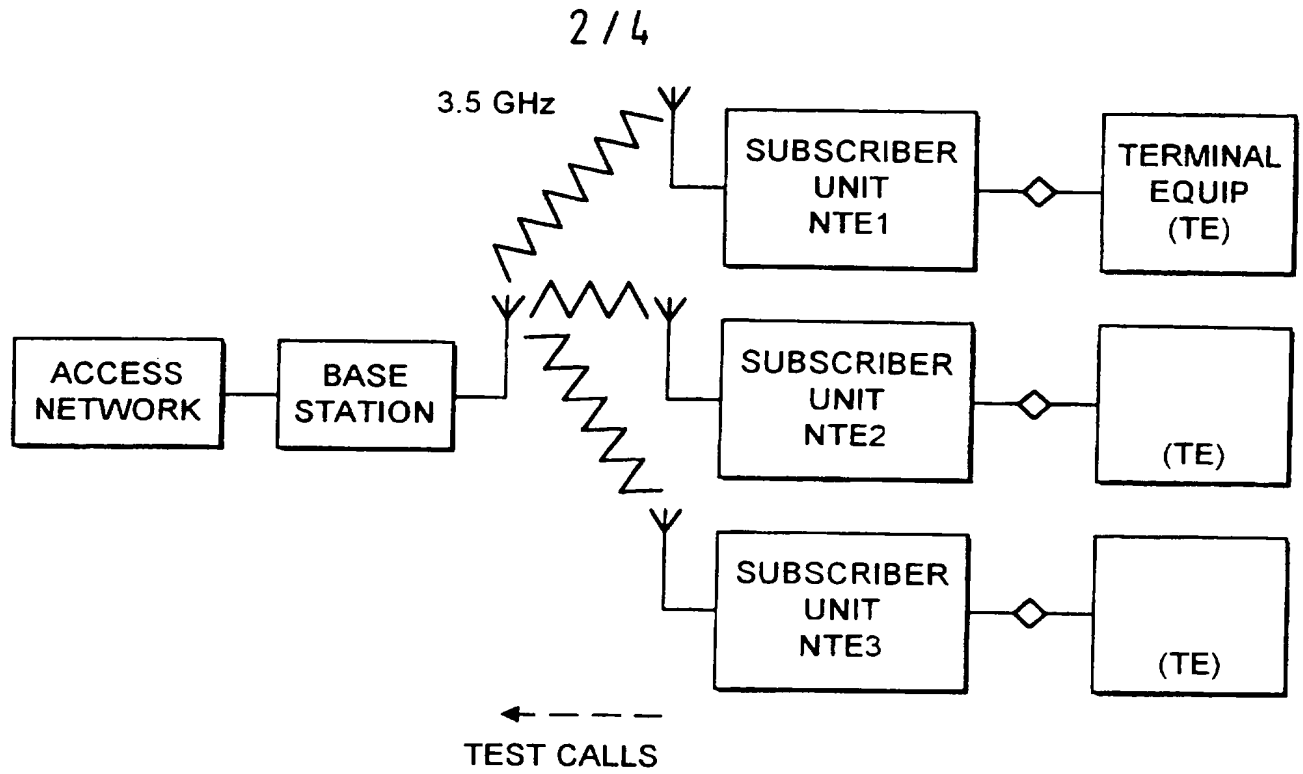 2 / 4
3.5 GHz
SUBSCRIBER
UNIT
NTE1
TERMINAL
EQUIP
(TE)
ACCESS
NETWORK
BASE
STATION
SUBSCRIBER
UNIT
NTE2
(TE)
SUBSCRIBER
UNIT
NTE3
(TE)
TEST CALLS